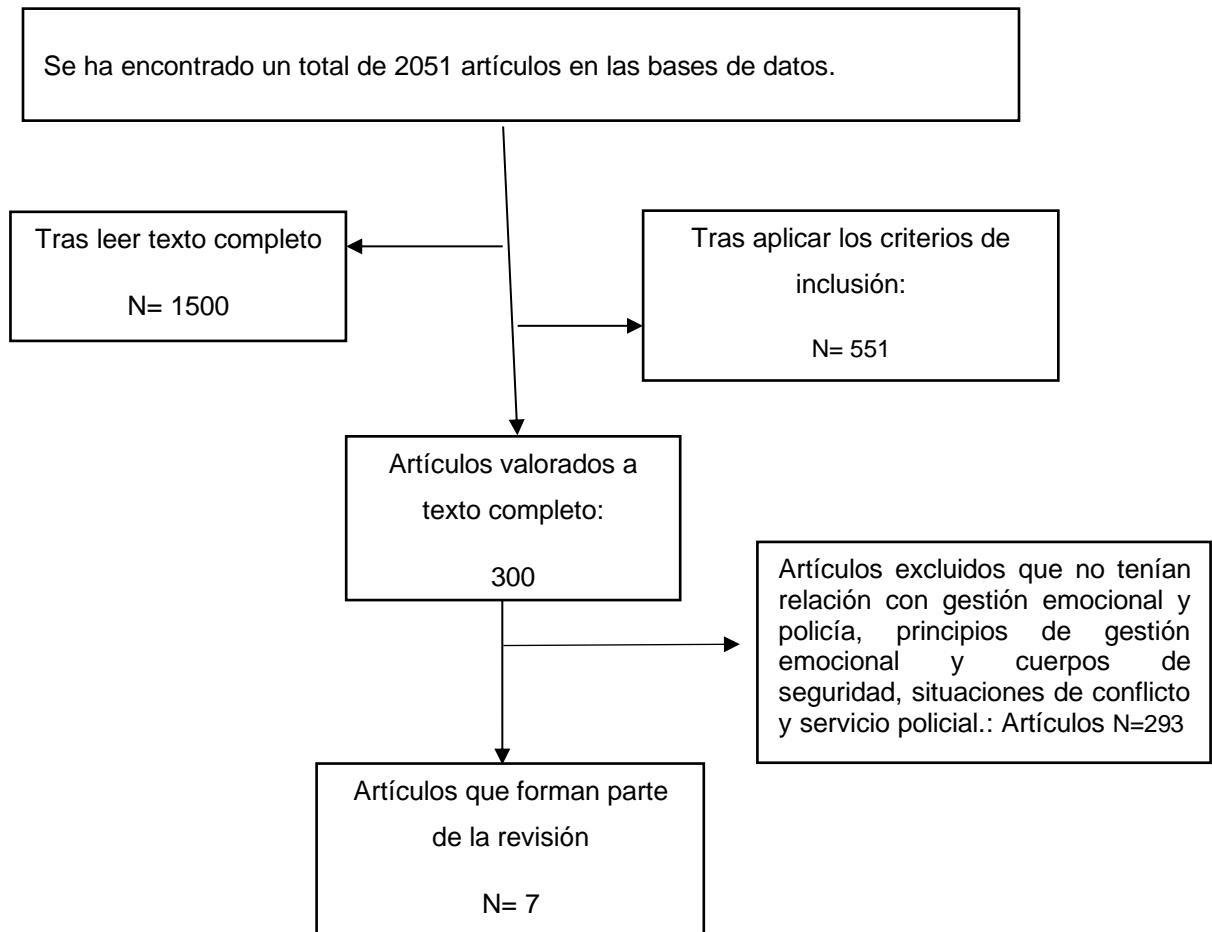 Se ha encontrado un total de 2051 artículos en las bases de datos.
Tras leer texto completo
N= 1500
Tras aplicar los criterios de
inclusión:
N= 551
Artículos valorados a
texto completo:
300
Artículos excluidos que no tenían
relación con gestión emocional y
policía, principios de gestión
emocional y cuerpos de
seguridad, situaciones de conflicto
y servicio policial.: Artículos N=293
Artículos que forman parte
de la revisión
N= 7